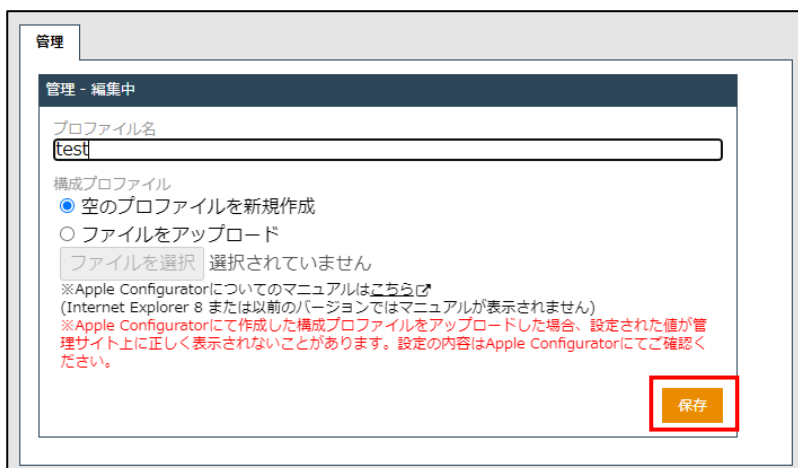 管理
管理 - 編集中
プロファイル名
test
構成プロファイル
空のプロファイルを新規作成
ファイルをアップロード
ファイルを選択 選択されていません
※Apple Configuratorについてのマニュアルはこちら
(Internet Explorer 8 または以前のバージョンではマニュアルが表示されません)
※Apple Configuratorにて作成した構成プロファイルをアップロードした場合、設定された値が管
理サイト上に正しく表示されないことがあります。設定の内容はApple Configuratorにてご確認く
ださい。
保存